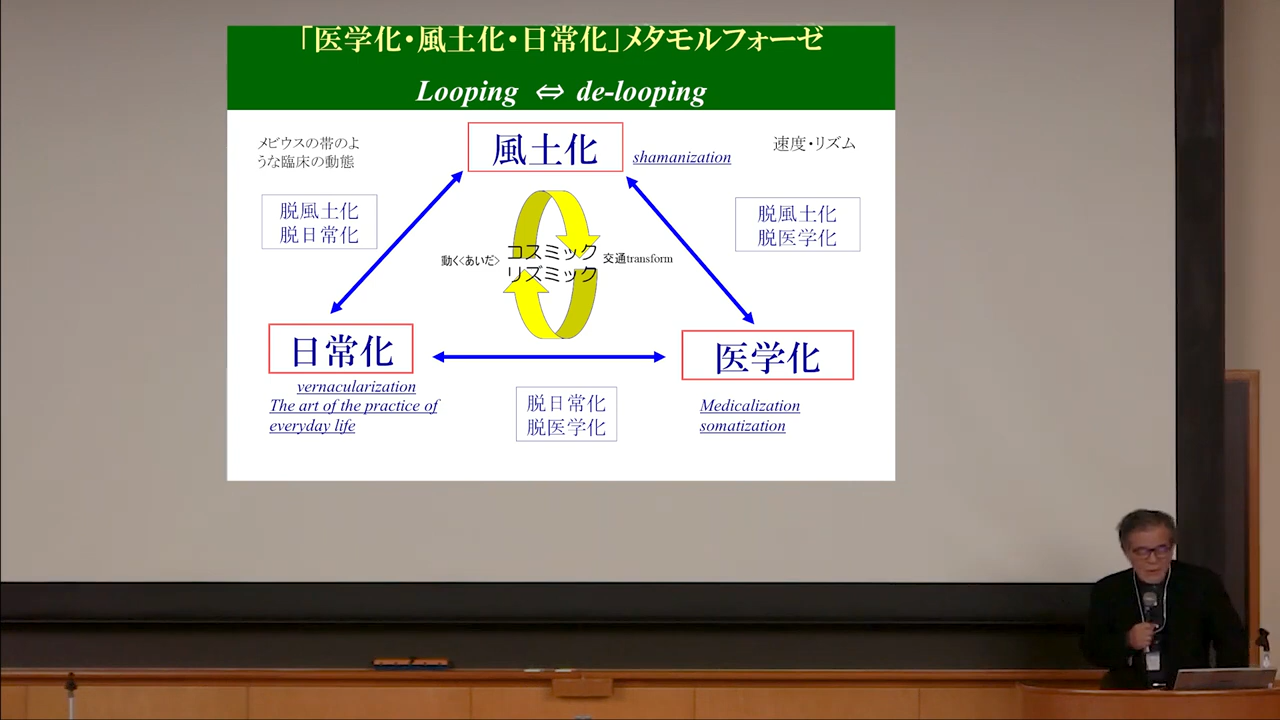 「医学化・風土化・日常化」メタモルフォーゼ
Looping ⇔ de-looping
メビウスの帯のよ
うな臨床の動態
風土化
shamanization
速度・リズム
脱風土化
脱日常化
脱風土化
脱医学化
動く<あいだ>
コスミック
リズミック
交通transform
日常化
vernacularization
The art of the practice of
everyday life
脱日常化
脱医学化
医学化
Medicalization
somatization